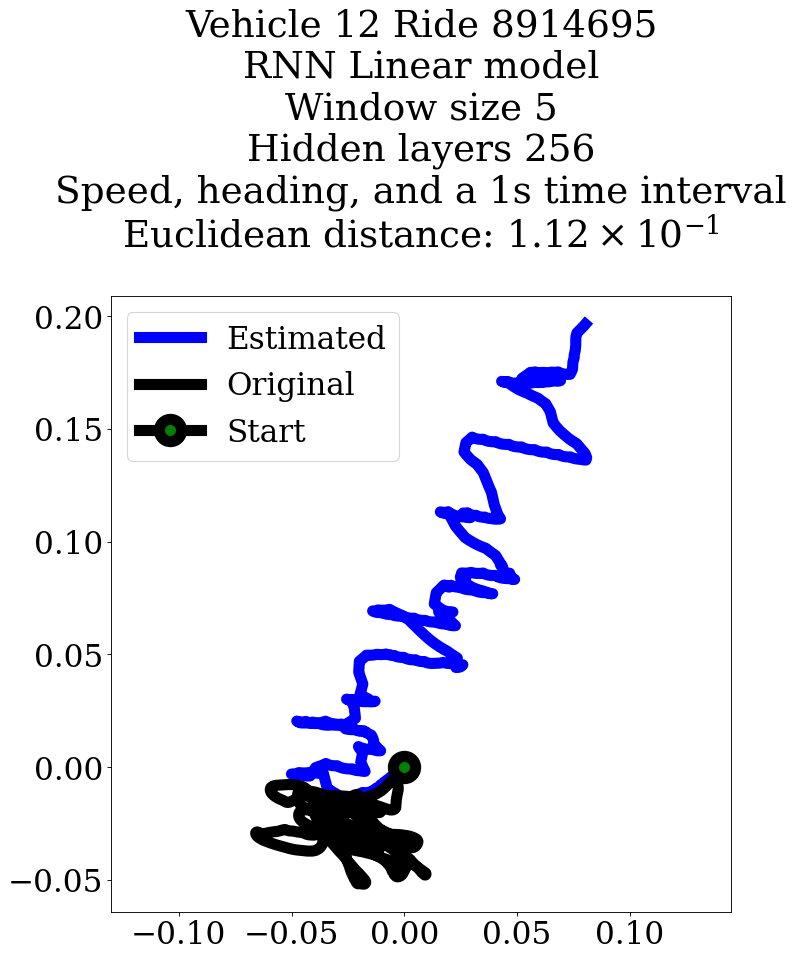 Vehicle 12 Ride 8914695
RNN Linear model
Window size 5
Hidden layers 256
Speed, heading, and a 1s time interval
Euclidean distance: 1.12 × 10⁻¹
Estimated
Original
Start
0.20
0.15
0.10
0.05
0.00
−0.05
−0.10 −0.05 0.00 0.05 0.10